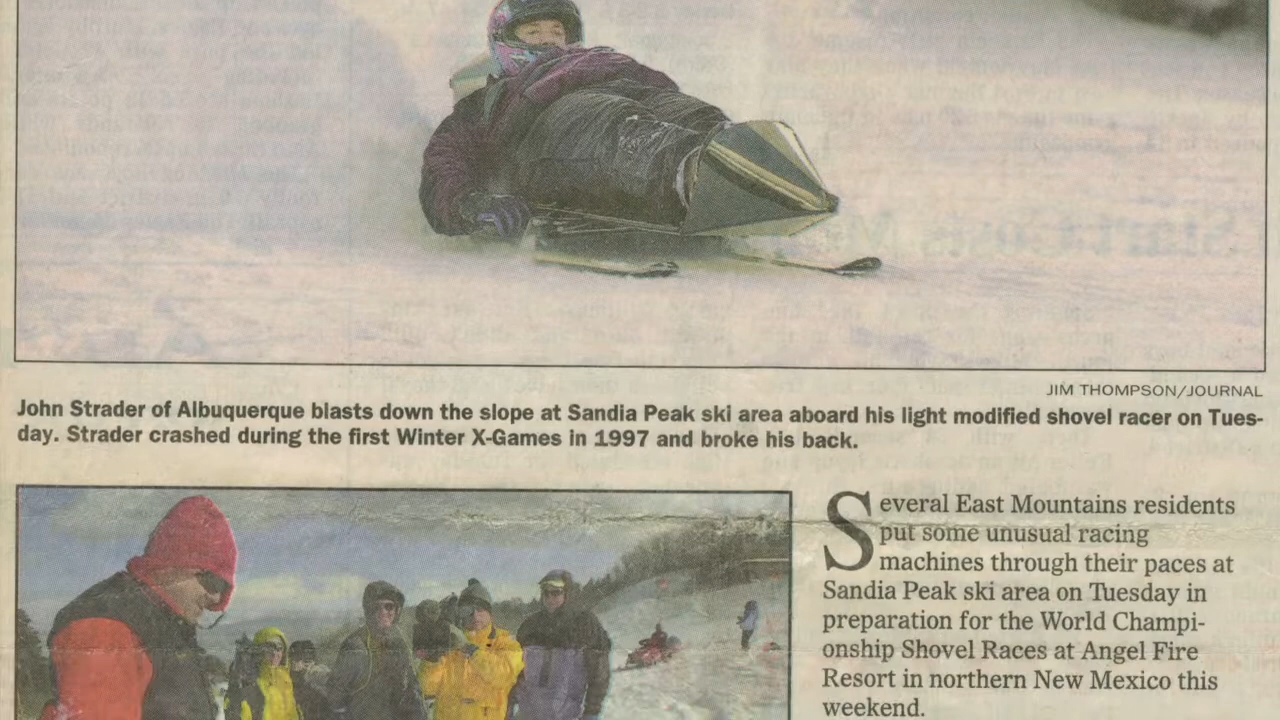 JIM THOMPSON/JOURNAL
John Strader of Albuquerque blasts down the slope at Sandia Peak ski area aboard his light modified shovel racer on Tues-
day. Strader crashed during the first Winter X-Games in 1997 and broke his back.
Several East Mountains residents
put some unusual racing
machines through their paces at
Sandia Peak ski area on Tuesday in
preparation for the World Champi-
onship Shovel Races at Angel Fire
Resort in northern New Mexico this
weekend.